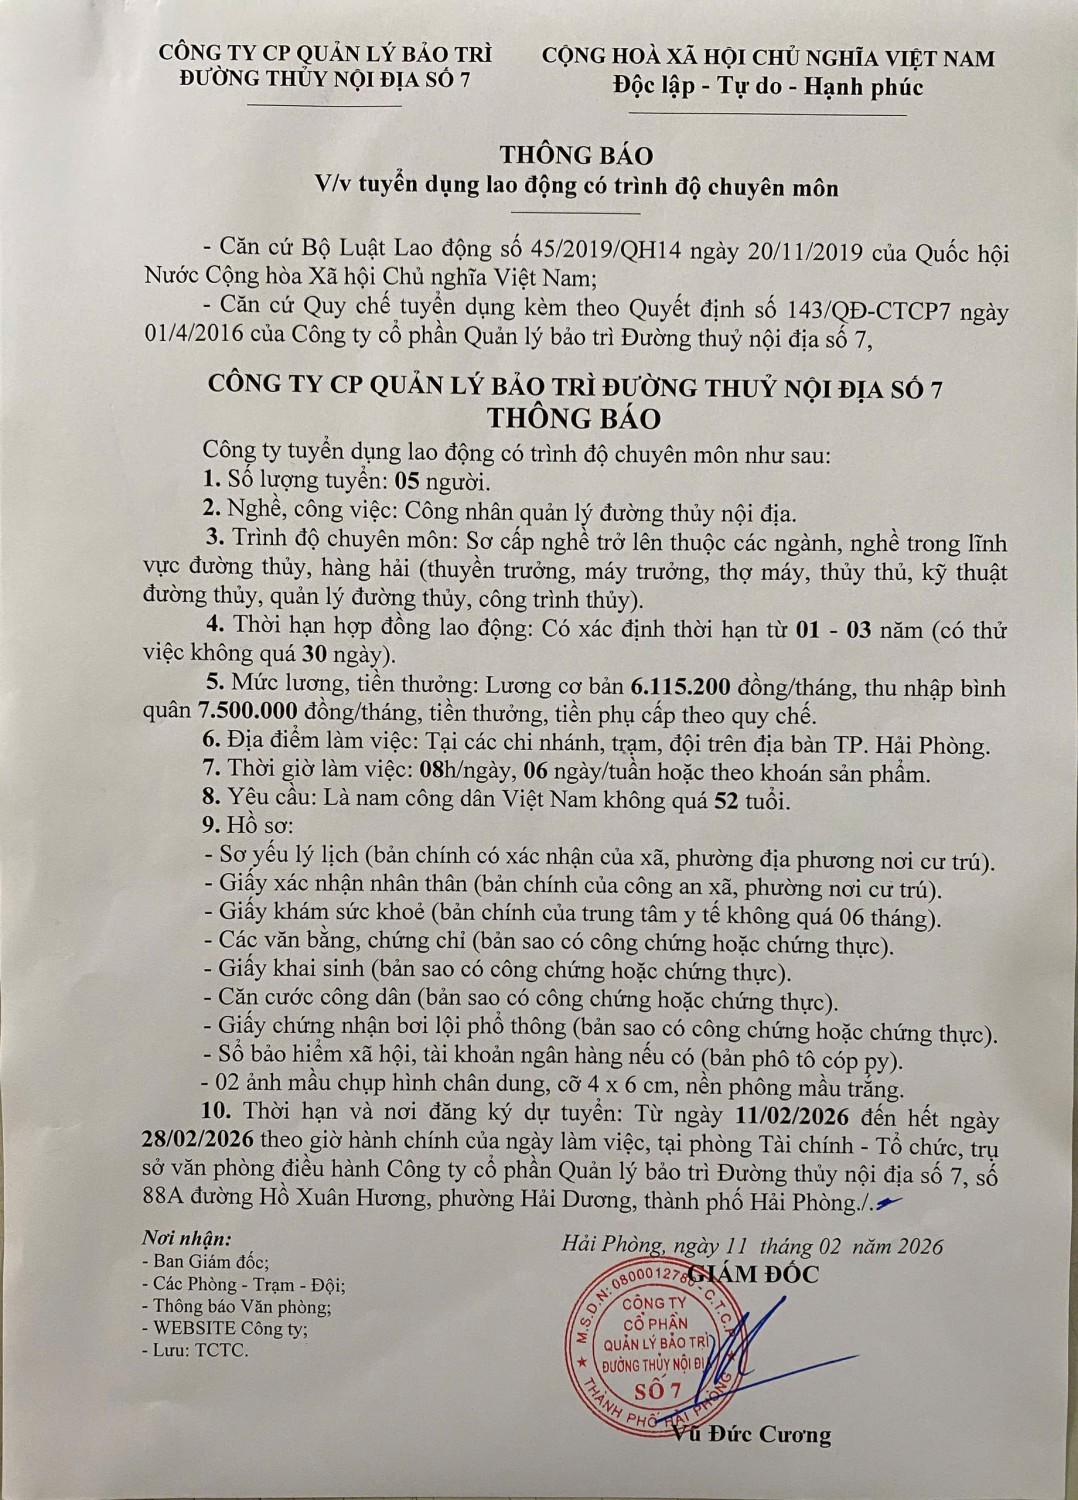 CÔNG TY CP QUẢN LÝ BẢO TRÌ
ĐƯỜNG THỦY NỘI ĐỊA SỐ 7
CỘNG HOÀ XÃ HỘI CHỦ NGHĨA VIỆT NAM
Độc lập - Tự do - Hạnh phúc
THÔNG BÁO
V/v tuyển dụng lao động có trình độ chuyên môn
- Căn cứ Bộ Luật Lao động số 45/2019/QH14 ngày 20/11/2019 của Quốc hội
Nước Cộng hòa Xã hội Chủ nghĩa Việt Nam;
- Căn cứ Quy chế tuyển dụng kèm theo Quyết định số 143/QĐ-CTCP7 ngày
01/4/2016 của Công ty cổ phần Quản lý bảo trì Đường thuỷ nội địa số 7,
CÔNG TY CP QUẢN LÝ BẢO TRÌ ĐƯỜNG THUỶ NỘI ĐỊA SỐ 7
THÔNG BÁO
Công ty tuyển dụng lao động có trình độ chuyên môn như sau:
1. Số lượng tuyển: 05 người.
2. Nghề, công việc: Công nhân quản lý đường thủy nội địa.
3. Trình độ chuyên môn: Sơ cấp nghề trở lên thuộc các ngành, nghề trong lĩnh
vực đường thủy, hàng hải (thuyền trưởng, máy trưởng, thợ máy, thủy thủ, kỹ thuật
đường thủy, quản lý đường thủy, công trình thủy).
4. Thời hạn hợp đồng lao động: Có xác định thời hạn từ 01 - 03 năm (có thử
việc không quá 30 ngày).
5. Mức lương, tiền thưởng: Lương cơ bản 6.115.200 đồng/tháng, thu nhập bình
quân 7.500.000 đồng/tháng, tiền thưởng, tiền phụ cấp theo quy chế.
6. Địa điểm làm việc: Tại các chi nhánh, trạm, đội trên địa bàn TP. Hải Phòng.
7. Thời giờ làm việc: 08h/ngày, 06 ngày/tuần hoặc theo khoán sản phẩm.
8. Yêu cầu: Là nam công dân Việt Nam không quá 52 tuổi.
9. Hồ sơ:
- Sơ yếu lý lịch (bản chính có xác nhận của xã, phường địa phương nơi cư trú).
- Giấy xác nhận nhân thân (bản chính của công an xã, phường nơi cư trú).
- Giấy khám sức khoẻ (bản chính của trung tâm y tế không quá 06 tháng).
- Các văn bằng, chứng chỉ (bản sao có công chứng hoặc chứng thực).
- Giấy khai sinh (bản sao có công chứng hoặc chứng thực).
- Căn cước công dân (bản sao có công chứng hoặc chứng thực).
- Giấy chứng nhận bơi lội phổ thông (bản sao có công chứng hoặc chứng thực).
- Sổ bảo hiểm xã hội, tài khoản ngân hàng nếu có (bản phô tô cóp py).
- 02 ảnh mầu chụp hình chân dung, cỡ 4 x 6 cm, nền phông mầu trắng.
10. Thời hạn và nơi đăng ký dự tuyển: Từ ngày 11/02/2026 đến hết ngày
28/02/2026 theo giờ hành chính của ngày làm việc, tại phòng Tài chính - Tổ chức, trụ
sở văn phòng điều hành Công ty cổ phần Quản lý bảo trì Đường thủy nội địa số 7, số
88A đường Hồ Xuân Hương, phường Hải Dương, thành phố Hải Phòng./.
Nơi nhận:
- Ban Giám đốc;
- Các Phòng - Trạm - Đội;
- Thông báo Văn phòng;
- WEBSITE Công ty;
- Lưu: TCTC.
Hải Phòng, ngày 11 tháng 02 năm 2026
GIÁM ĐỐC
M.S.D.N: 0800012780 - C.T.C.P
CÔNG TY
CỔ PHẦN
QUẢN LÝ BẢO TRÌ
ĐƯỜNG THỦY NỘI ĐỊA
SỐ 7
THÀNH PHỐ HẢI PHÒNG
Vũ Đức Cương